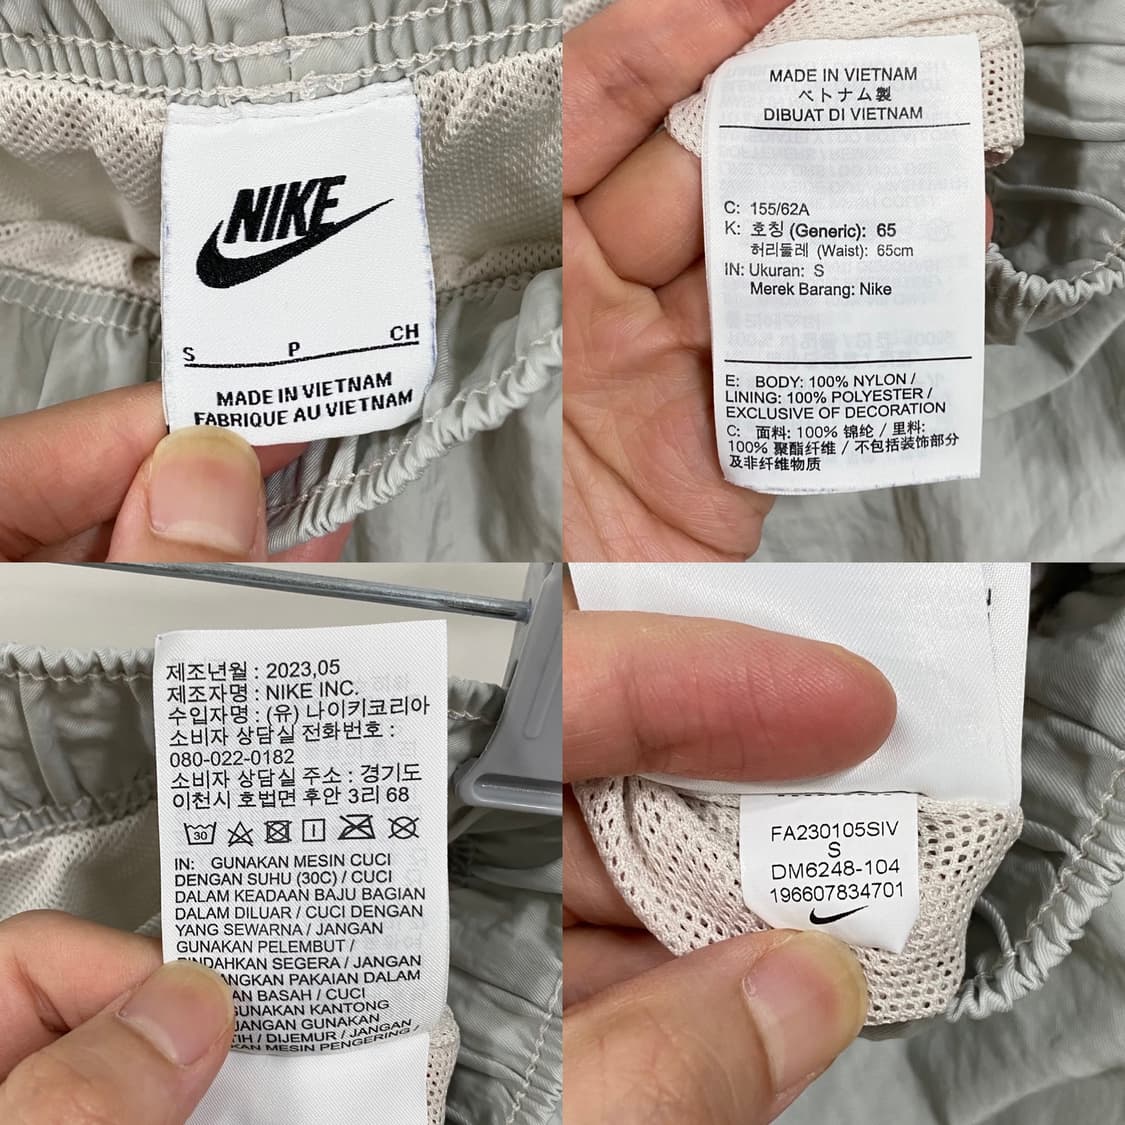 NIKE
S P CH
MADE IN VIETNAM
FABRIQUE AU VIETNAM
MADE IN VIETNAM
ベトナム製
DIBUAT DI VIETNAM
C: 155/62A
K: 호칭 (Generic): 65
허리둘레 (Waist): 65cm
IN: Ukuran: S
Merek Barang: Nike
E: BODY: 100% NYLON /
LINING: 100% POLYESTER /
EXCLUSIVE OF DECORATION
C: 面料: 100% 锦纶 / 里料:
100% 聚酯纤维 / 不包括装饰部分
及非纤维物质
제조년월 : 2023,05
제조자명 : NIKE INC.
수입자명 : (유) 나이키코리아
소비자 상담실 전화번호 :
080-022-0182
소비자 상담실 주소 : 경기도
이천시 호법면 후안 3리 68
30
IN: GUNAKAN MESIN CUCI
DENGAN SUHU (30C) / CUCI
DALAM KEADAAN BAJU BAGIAN
DALAM DILUAR / CUCI DENGAN
YANG SEWARNA / JANGAN
GUNAKAN PELEMBUT /
PINDAHKAN SEGERA / JANGAN
PAKAIAN DALAM
BASAH / CUCI
KANTONG
JANGAN GUNAKAN
/ DIJEMUR / JANGAN
MESIN PENGERING /
FA230105SIV
S
DM6248-104
196607834701